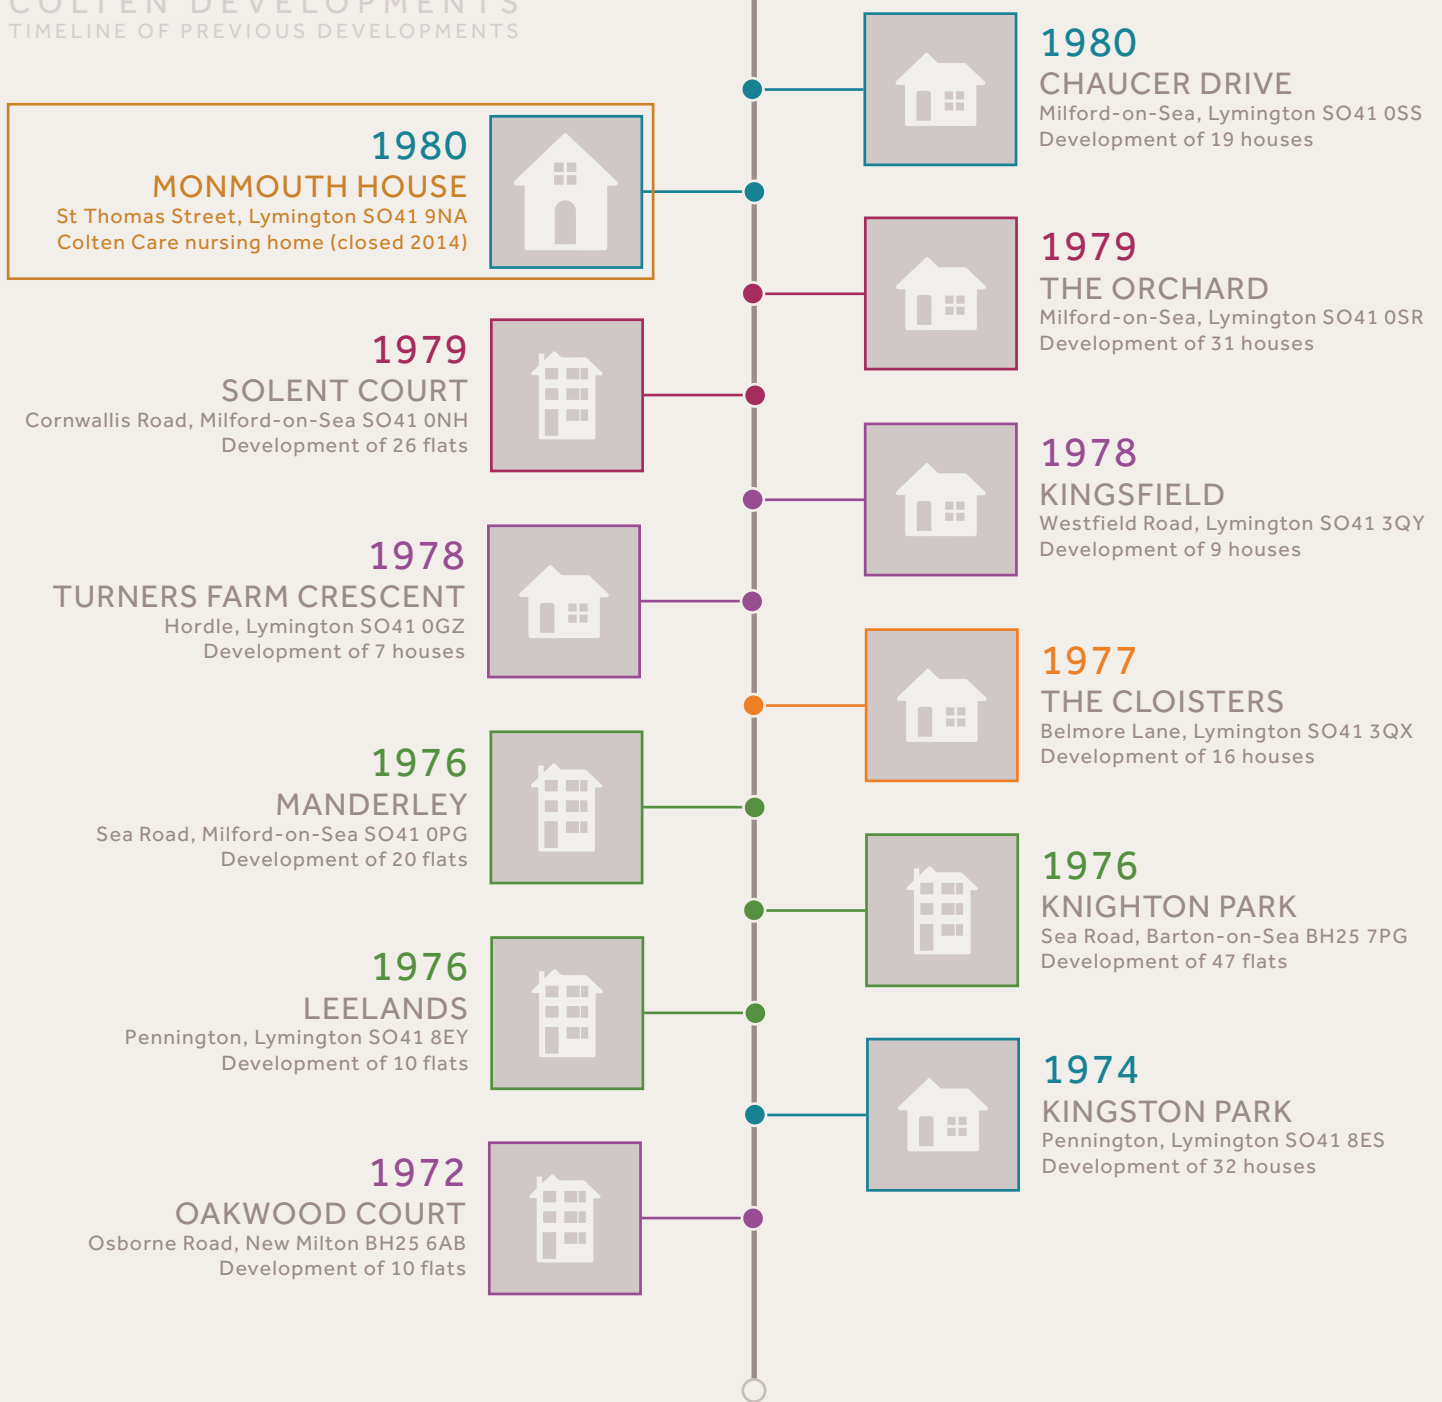 COLTEN DEVELOPMENTS
TIMELINE OF PREVIOUS DEVELOPMENTS
1980
CHAUCER DRIVE
Milford-on-Sea, Lymington SO41 0SS
Development of 19 houses
1980
MONMOUTH HOUSE
St Thomas Street, Lymington SO41 9NA
Colten Care nursing home (closed 2014)
1979
THE ORCHARD
Milford-on-Sea, Lymington SO41 0SR
Development of 31 houses
1979
SOLENT COURT
Cornwallis Road, Milford-on-Sea SO41 0NH
Development of 26 flats
1978
KINGSFIELD
Westfield Road, Lymington SO41 3QY
Development of 9 houses
1978
TURNERS FARM CRESCENT
Hordle, Lymington SO41 0GZ
Development of 7 houses
1977
THE CLOISTERS
Belmore Lane, Lymington SO41 3QX
Development of 16 houses
1976
MANDERLEY
Sea Road, Milford-on-Sea SO41 0PG
Development of 20 flats
1976
KNIGHTON PARK
Sea Road, Barton-on-Sea BH25 7PG
Development of 47 flats
1976
LEELANDS
Pennington, Lymington SO41 8EY
Development of 10 flats
1974
KINGSTON PARK
Pennington, Lymington SO41 8ES
Development of 32 houses
1972
OAKWOOD COURT
Osborne Road, New Milton BH25 6AB
Development of 10 flats